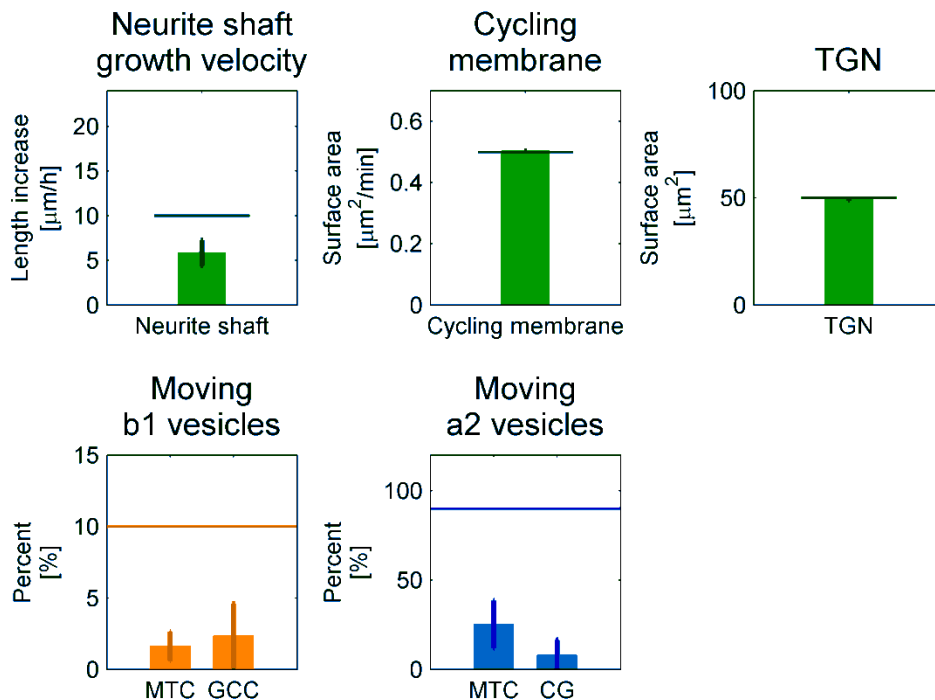 Neurite shaft
growth velocity
Length increase
[μm/h]
20
15
10
5
0
Neurite shaft
Cycling
membrane
Surface area
[μm²/min]
0.6
0.4
0.2
0
Cycling membrane
TGN
Surface area
[μm²]
100
50
0
TGN
Moving
b1 vesicles
Percent
[%]
15
10
5
0
MTC GCC
Moving
a2 vesicles
Percent
[%]
100
50
0
MTC CG